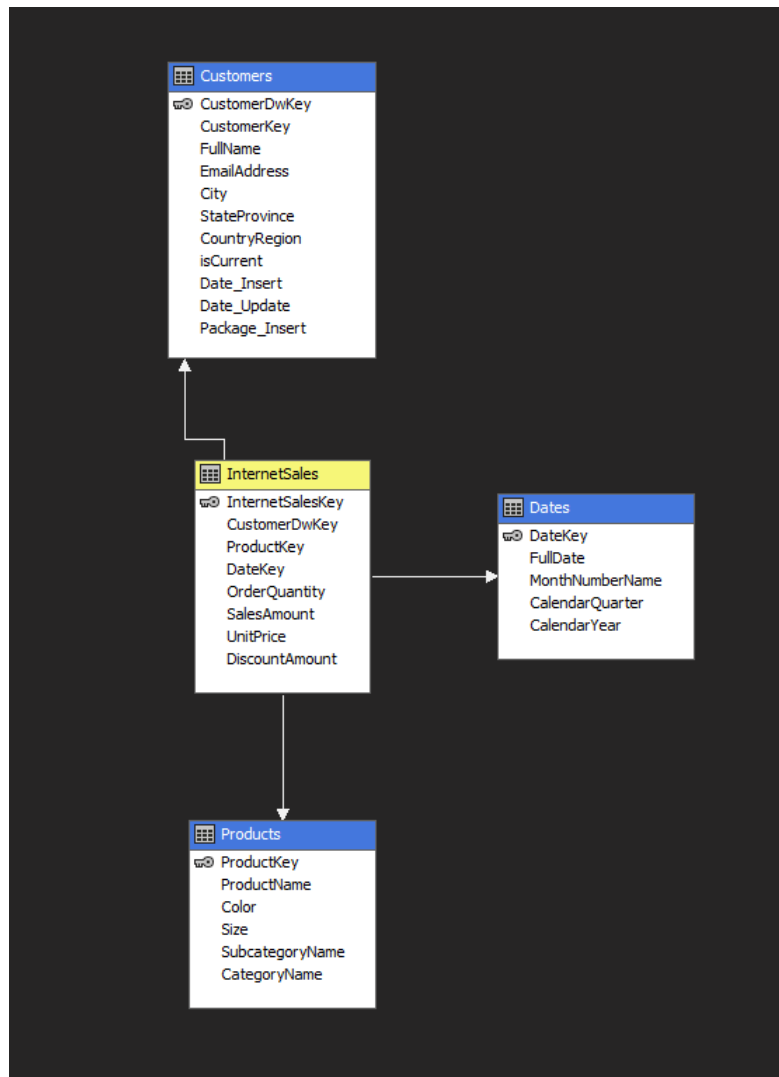 Customers
CustomerDwKey
CustomerKey
FullName
EmailAddress
City
StateProvince
CountryRegion
isCurrent
Date_Insert
Date_Update
Package_Insert
InternetSales
InternetSalesKey
CustomerDwKey
ProductKey
DateKey
OrderQuantity
SalesAmount
UnitPrice
DiscountAmount
Dates
DateKey
FullDate
MonthNumberName
CalendarQuarter
CalendarYear
Products
ProductKey
ProductName
Color
Size
SubcategoryName
CategoryName